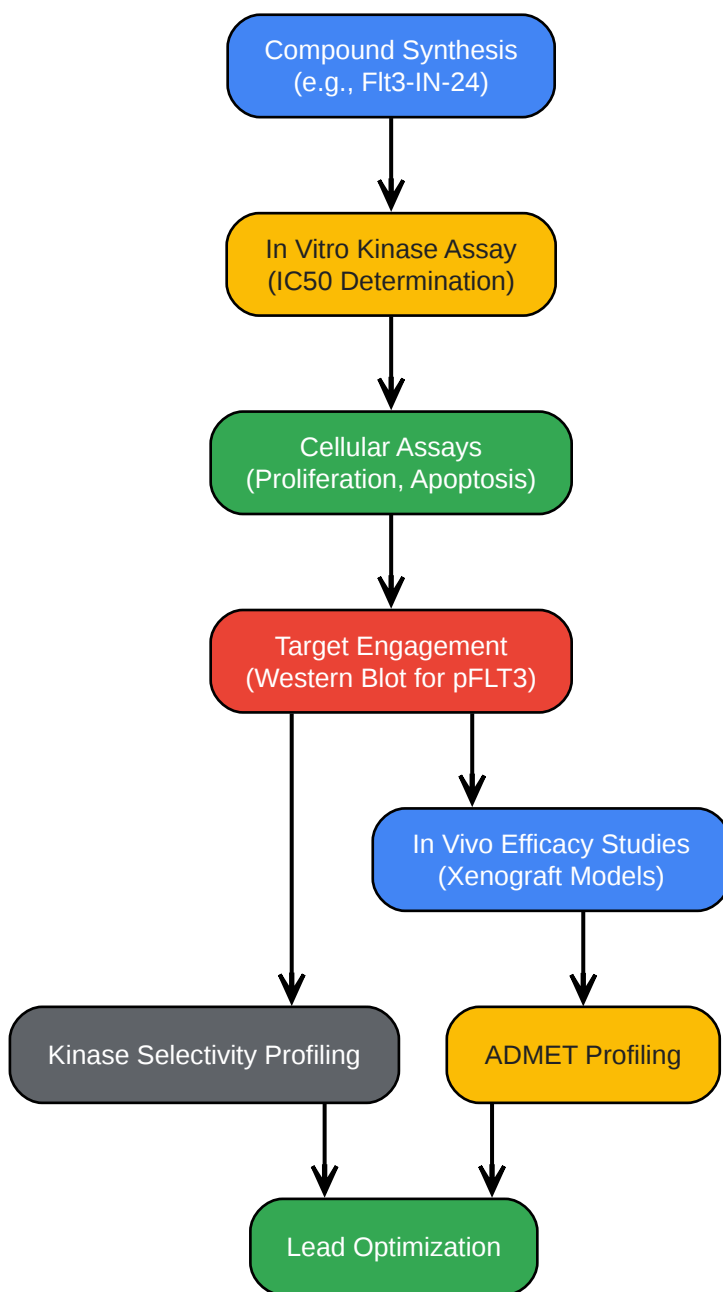 Compound Synthesis
(e.g., Flt3-IN-24)
In Vitro Kinase Assay
(IC50 Determination)
Cellular Assays
(Proliferation, Apoptosis)
Target Engagement
(Western Blot for pFLT3)
In Vivo Efficacy Studies
(Xenograft Models)
Kinase Selectivity Profiling
ADMET Profiling
Lead Optimization